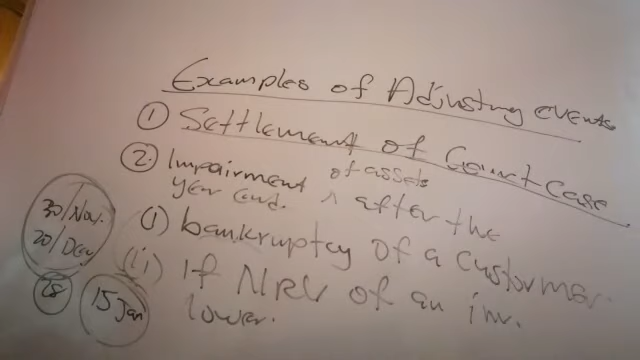 Examples of Adjusting events
① Settlement of Court Case
② Impairment of assets after the
year end.
(i) bankruptcy of a customer.
(ii) If NRV of an inv.
lower.
30/Nov.
20/Dec
15 Jan